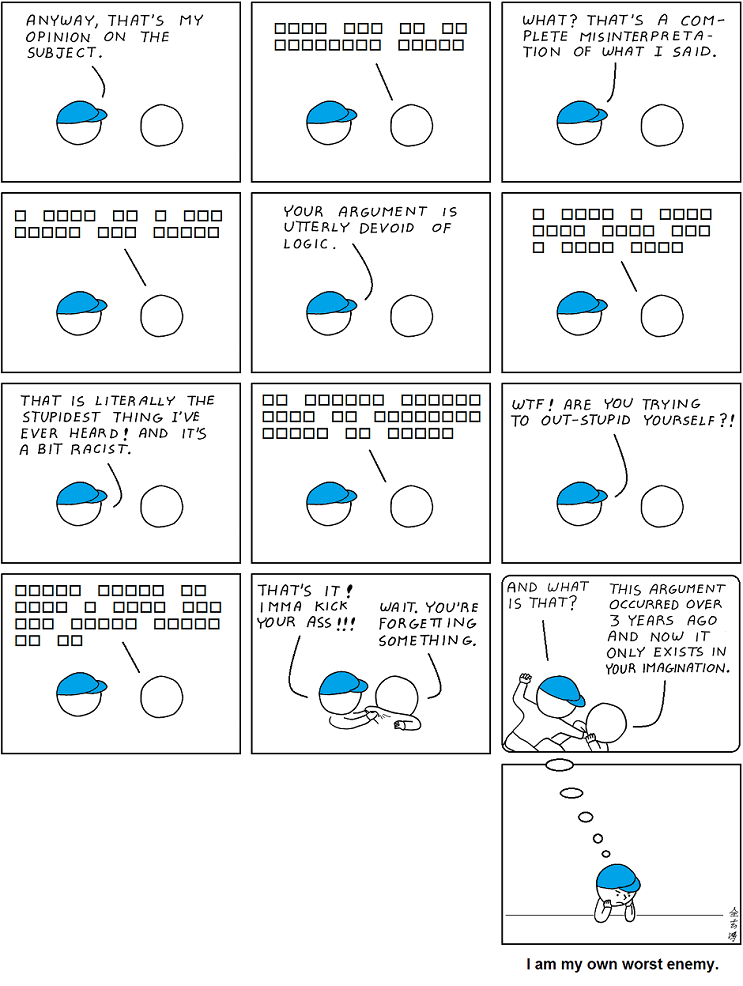 ANYWAY, THAT'S MY
OPINION ON THE
SUBJECT.
WHAT? THAT'S A COM-
PLETE MISINTERPRETA-
TION OF WHAT I SAID.
YOUR ARGUMENT IS
UTTERLY DEVOID OF
LOGIC.
THAT IS LITERALLY THE
STUPIDEST THING I'VE
EVER HEARD! AND IT'S
A BIT RACIST.
WTF! ARE YOU TRYING
TO OUT-STUPID YOURSELF?!
THAT'S IT!
IMMA KICK
YOUR ASS!!!
WAIT. YOU'RE
FORGETTING
SOMETHING.
AND WHAT
IS THAT?
THIS ARGUMENT
OCCURRED OVER
3 YEARS AGO
AND NOW IT
ONLY EXISTS IN
YOUR IMAGINATION.
I am my own worst enemy.